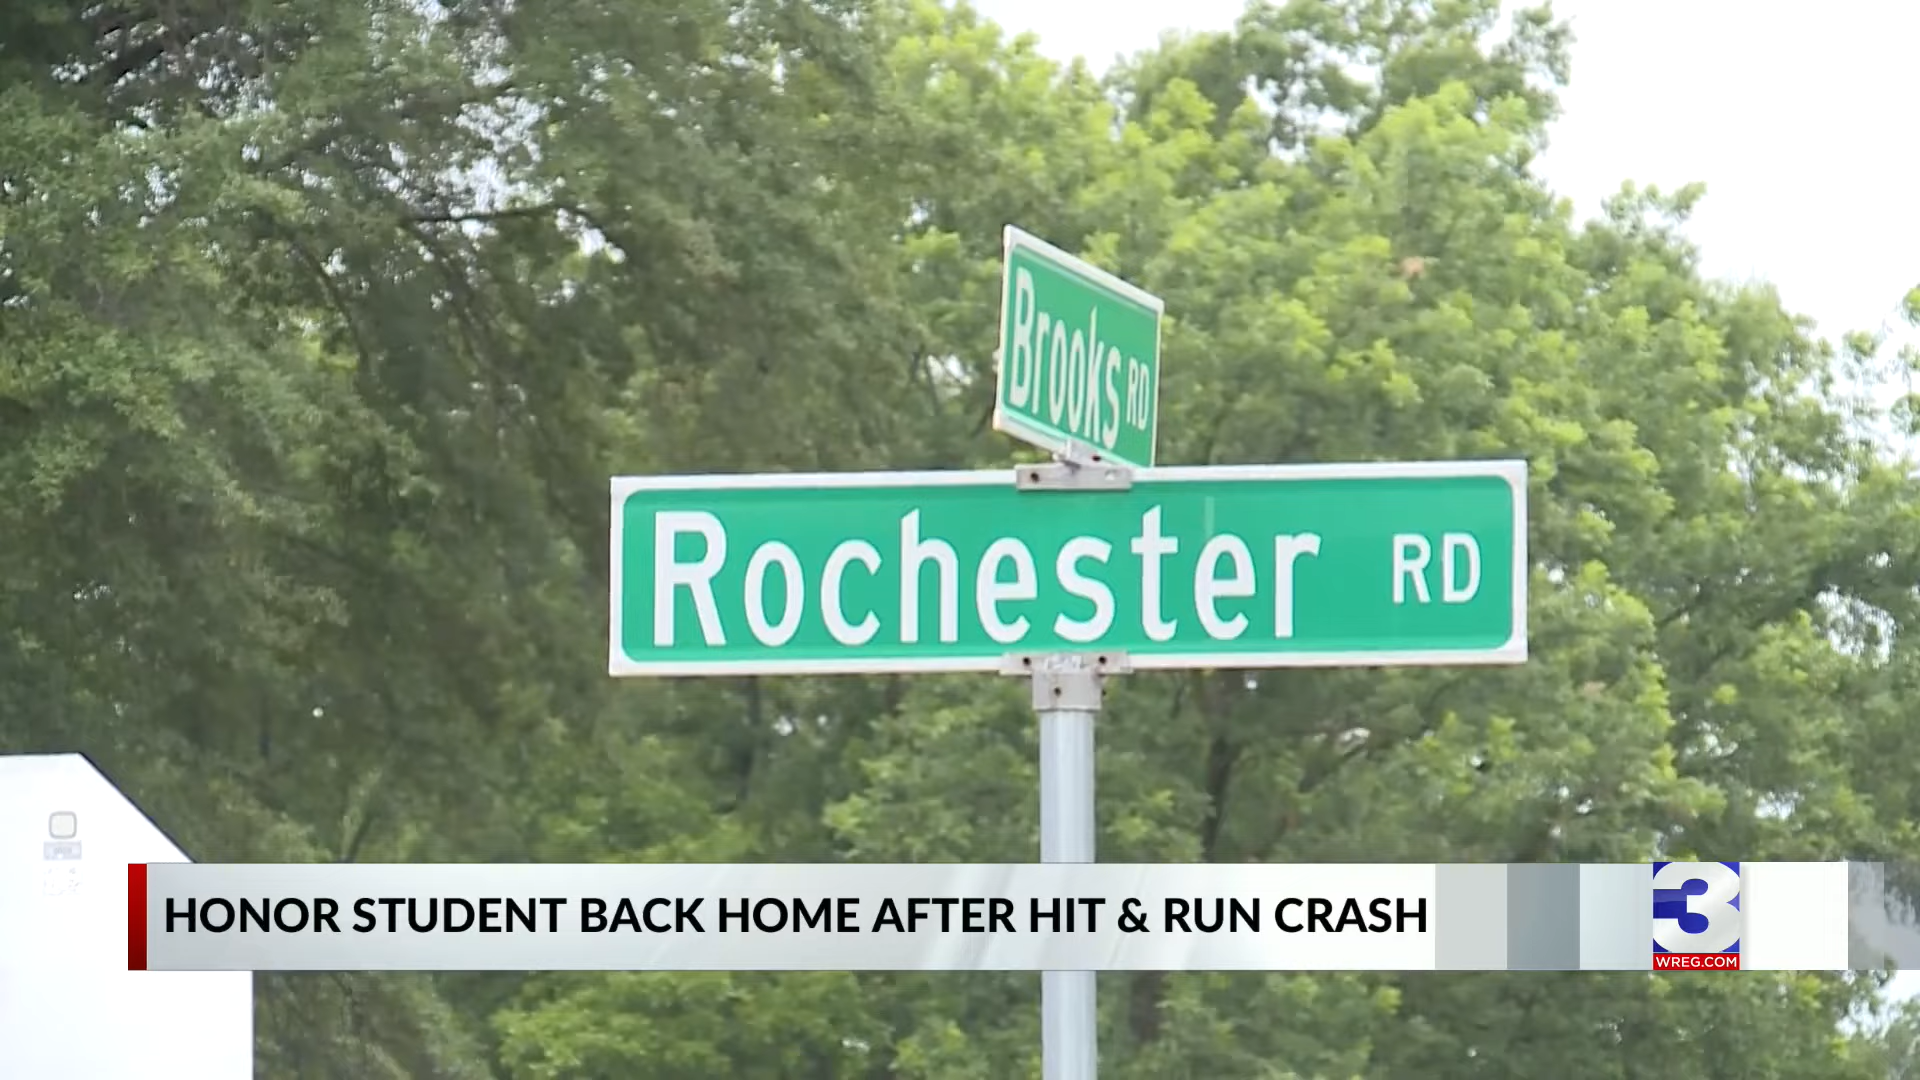 Brooks RD
Rochester RD
HONOR STUDENT BACK HOME AFTER HIT & RUN CRASH
3
WREG.COM